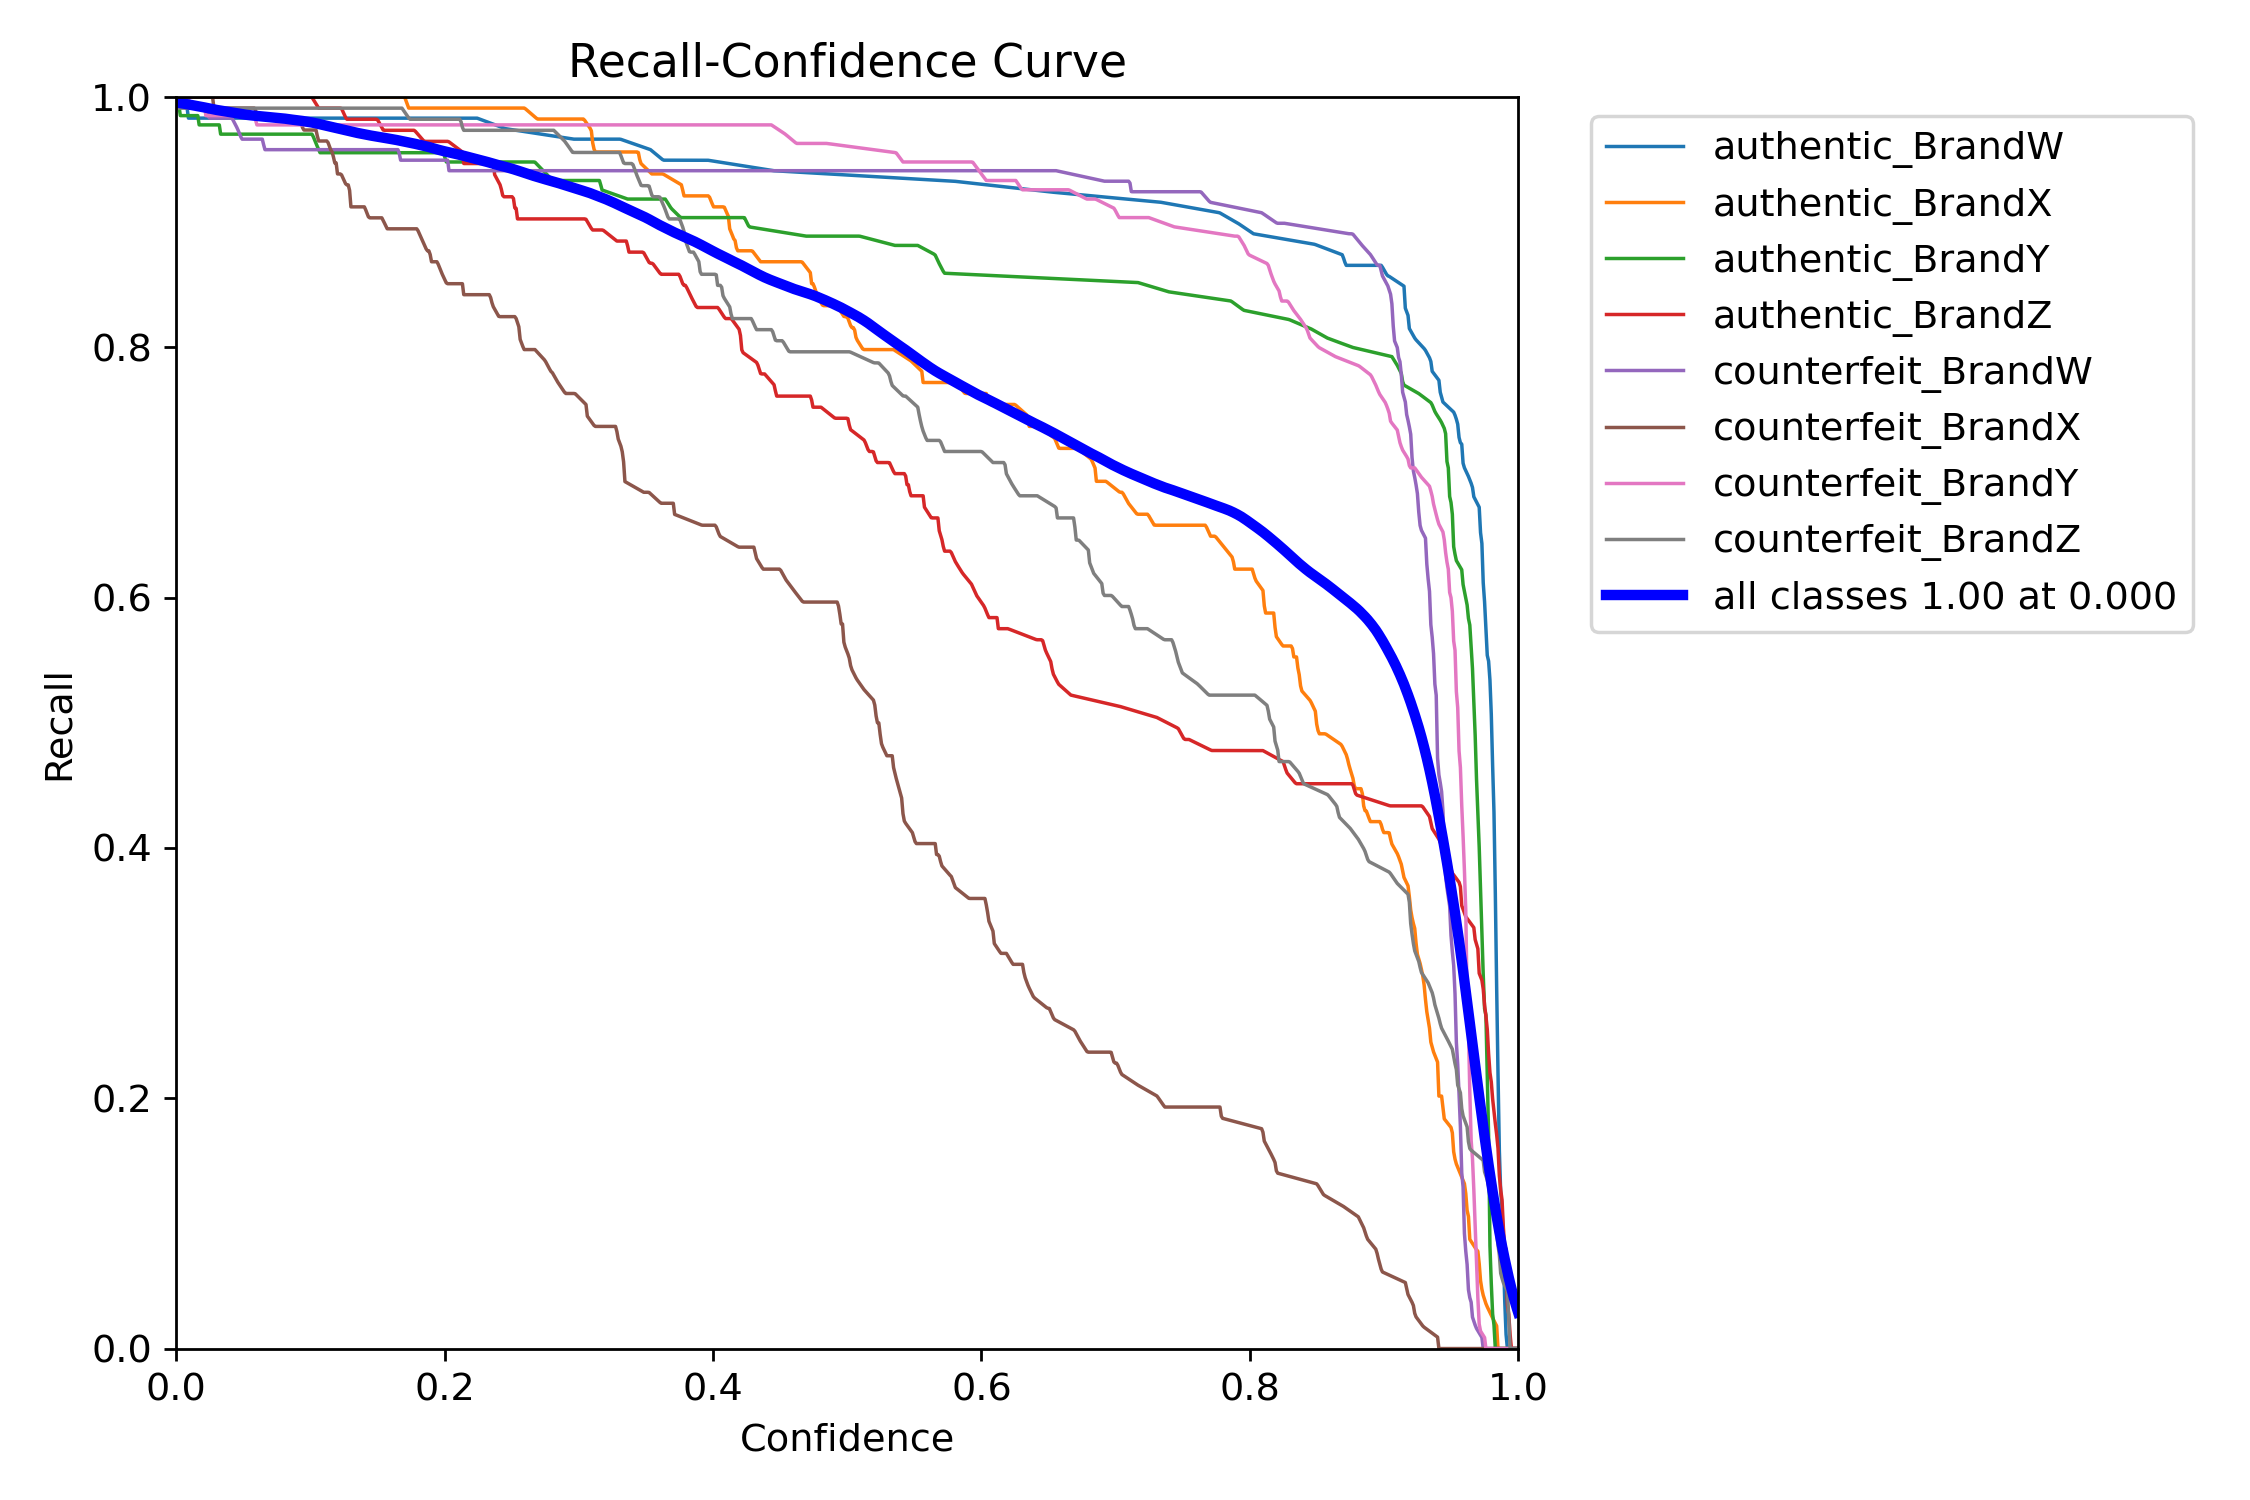 Recall-Confidence Curve
1.0
0.8
0.6
0.4
0.2
0.0
Recall
0.0 0.2 0.4 0.6 0.8 1.0
Confidence
authentic_BrandW
authentic_BrandX
authentic_BrandY
authentic_BrandZ
counterfeit_BrandW
counterfeit_BrandX
counterfeit_BrandY
counterfeit_BrandZ
all classes 1.00 at 0.000